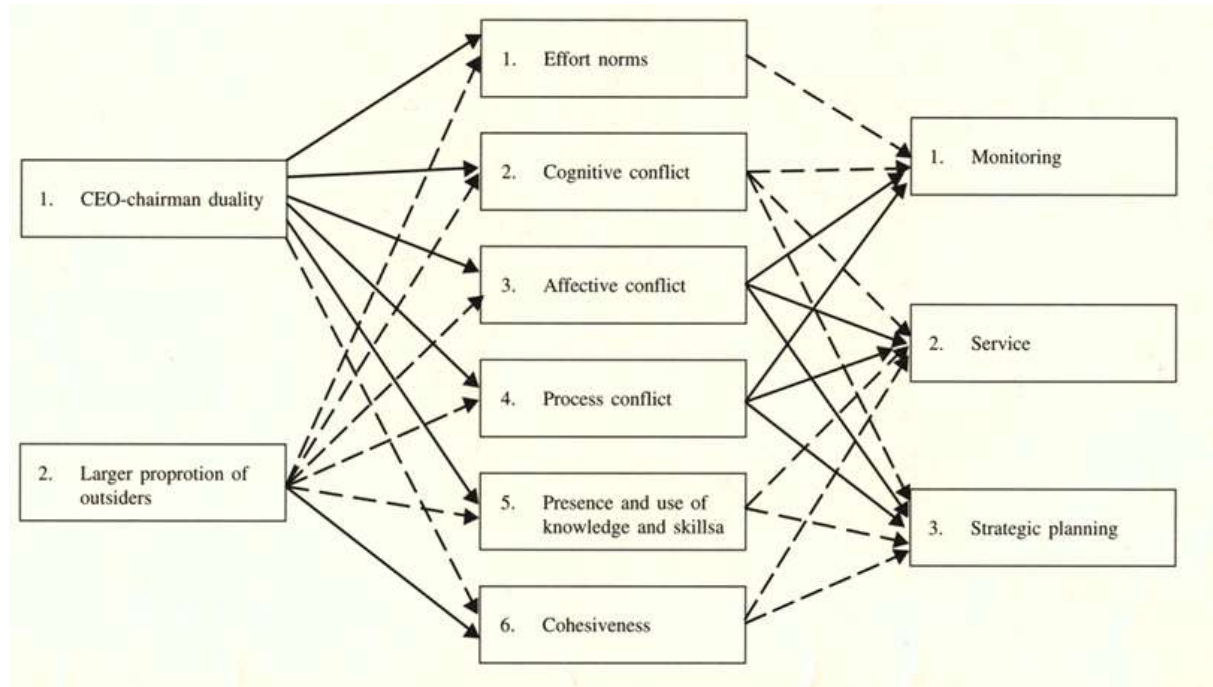 1. CEO-chairman duality
2. Larger proprotion of
outsiders
1. Effort norms
2. Cognitive conflict
3. Affective conflict
4. Process conflict
5. Presence and use of
knowledge and skillsa
6. Cohesiveness
1. Monitoring
2. Service
3. Strategic planning